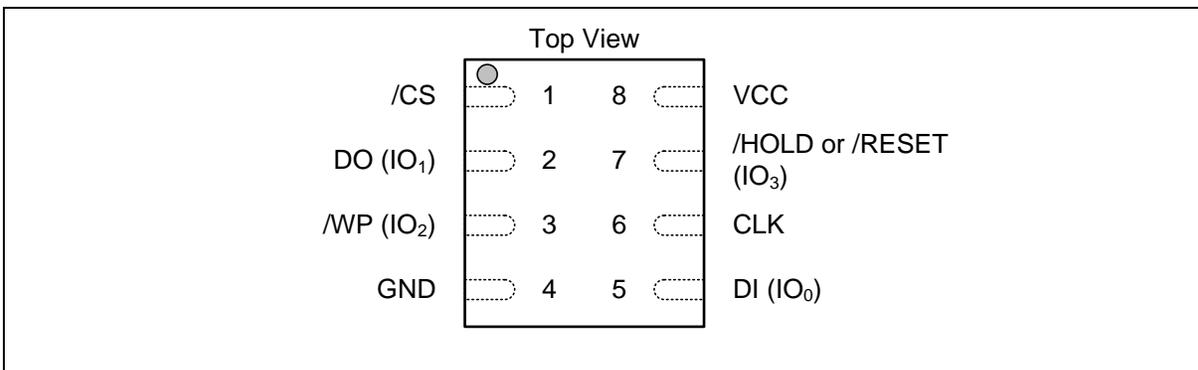 Top View
/CS 1 8 VCC
DO (IO₁) 2 7 /HOLD or /RESET
(IO₃)
/WP (IO₂) 3 6 CLK
GND 4 5 DI (IO₀)